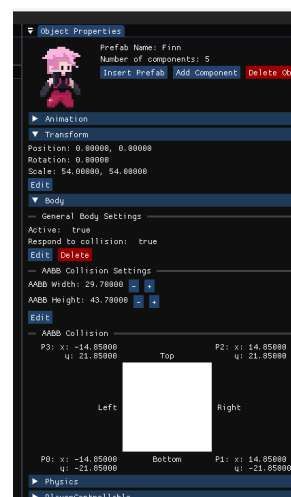 Object Properties
Prefab Name: Finn
Number of components: 5
Insert Prefab Add Component Delete Ob
Animation
Transform
Position: 0.00000, 0.00000
Rotation: 0.00000
Scale: 54.00000, 54.00000
Edit
Body
General Body Settings
Active: true
Respond to collision: true
Edit Delete
AABB Collision Settings
AABB Width: 29.70000 - +
AABB Height: 43.70000 - +
Edit
AABB Collision
P3: x: -14.85000 P2: x: 14.85000
y: 21.85000 Top y: 21.85000
Left Right
P0: x: -14.85000 Bottom P1: x: 14.85000
y: -21.85000 y: -21.85000
Physics
PlayerControllable